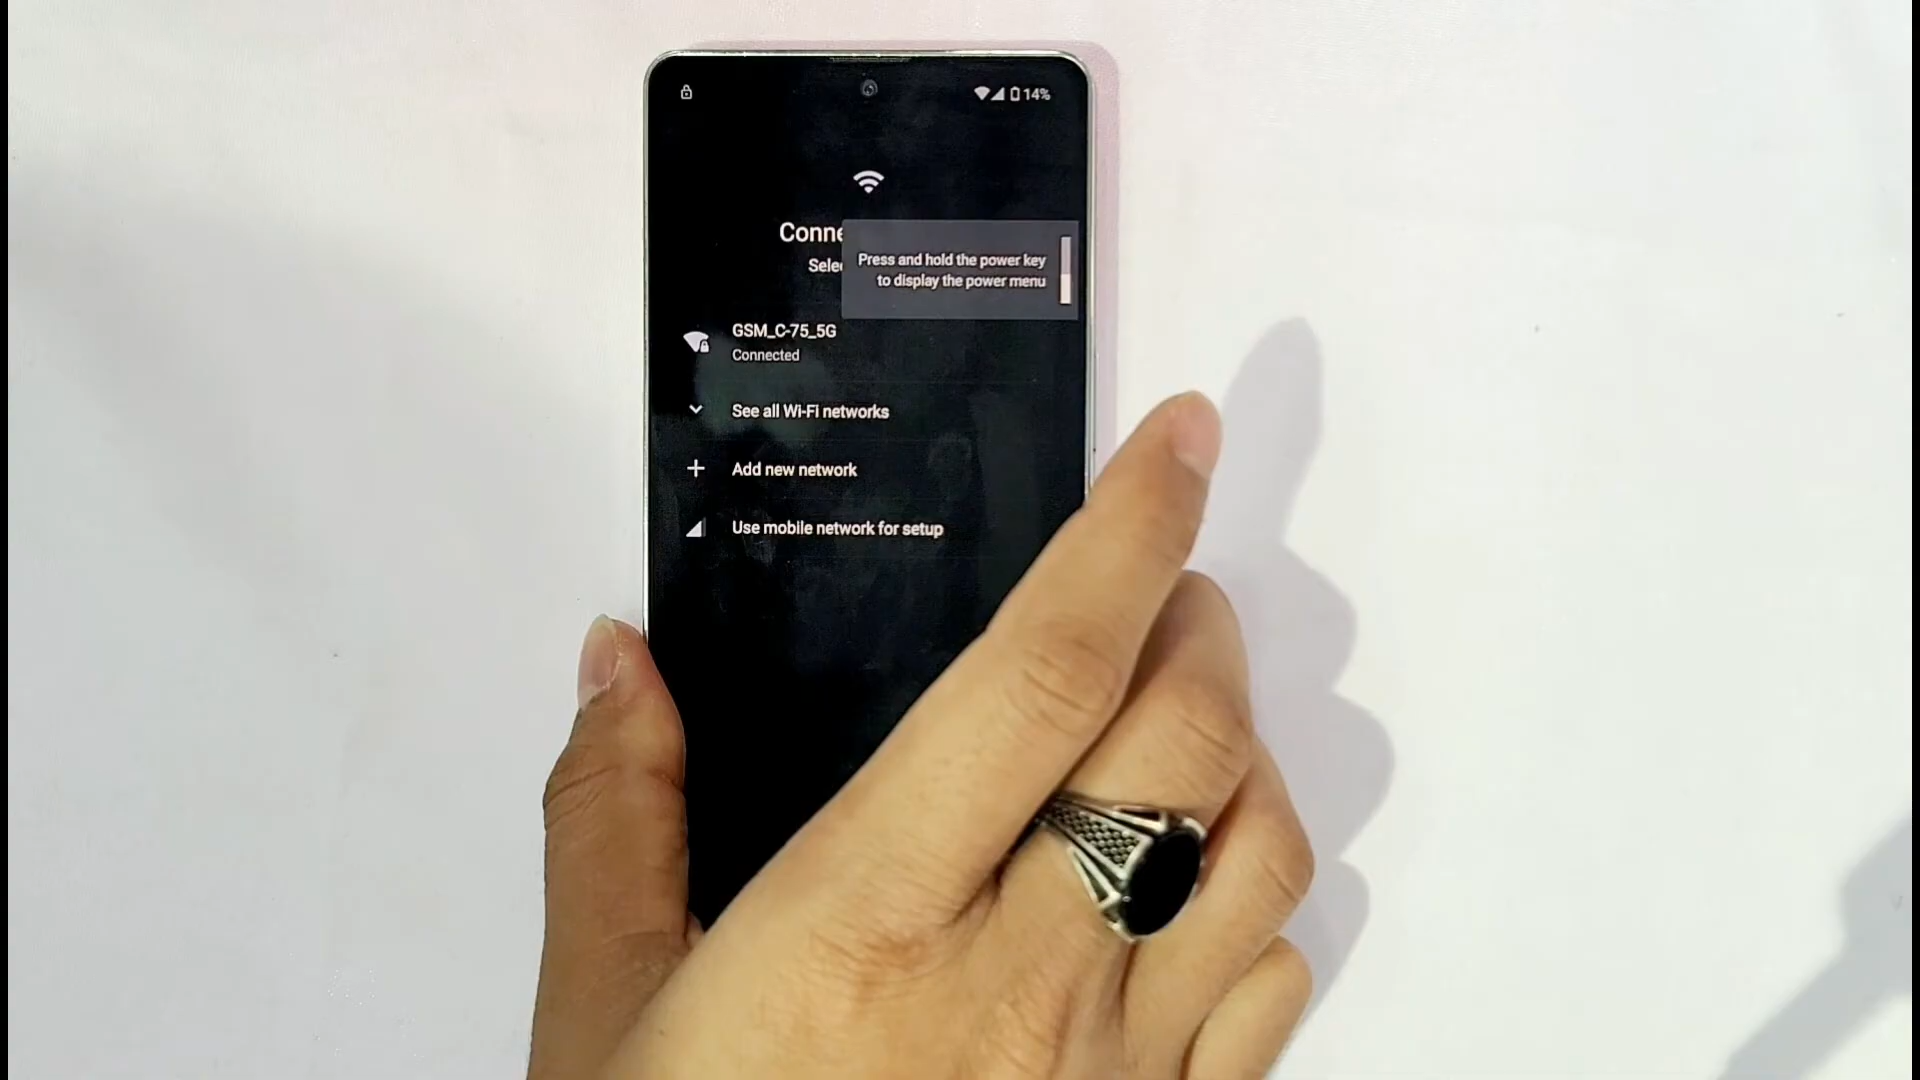 14%
Conne
Selec
Press and hold the power key
to display the power menu
GSM_C-75_5G
Connected
See all Wi-Fi networks
Add new network
Use mobile network for setup